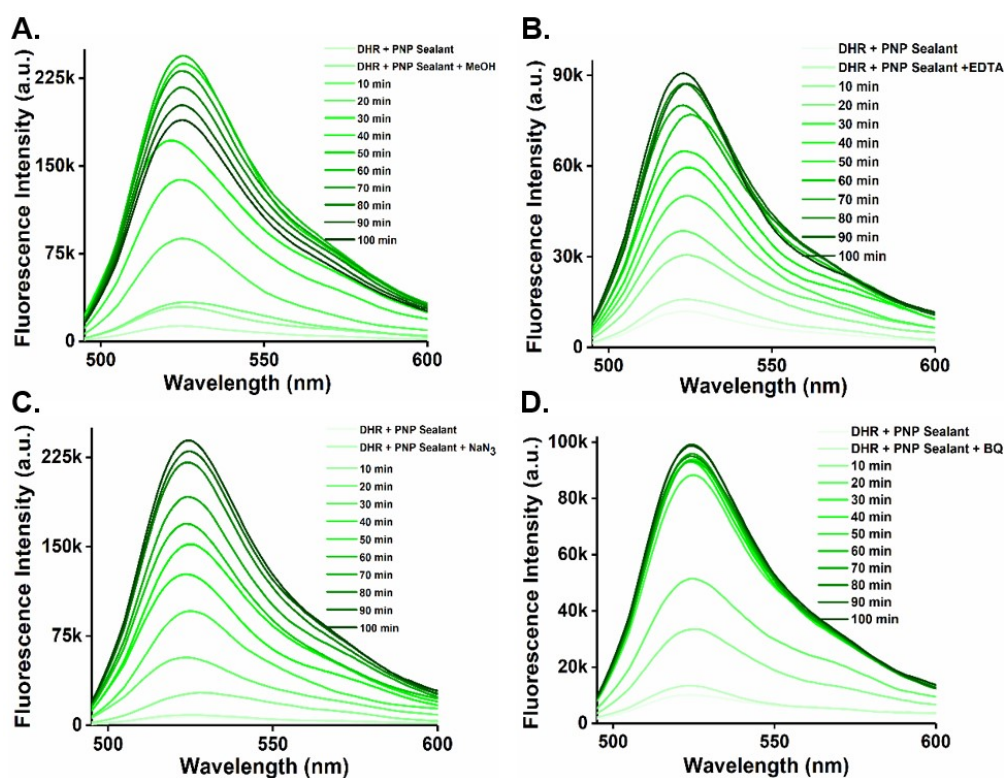 A.
Fluorescence Intensity (a.u.)
225k
150k
75k
0
500 550 600
Wavelength (nm)
DHR + PNP Sealant
DHR + PNP Sealant + MeOH
10 min
20 min
30 min
40 min
50 min
60 min
70 min
80 min
90 min
100 min
B.
Fluorescence Intensity (a.u.)
90k
60k
30k
0
500 550 600
Wavelength (nm)
DHR + PNP Sealant
DHR + PNP Sealant +EDTA
10 min
20 min
30 min
40 min
50 min
60 min
70 min
80 min
90 min
100 min
C.
Fluorescence Intensity (a.u.)
225k
150k
75k
0
500 550 600
Wavelength (nm)
DHR + PNP Sealant
DHR + PNP Sealant + NaN₃
10 min
20 min
30 min
40 min
50 min
60 min
70 min
80 min
90 min
100 min
D.
Fluorescence Intensity (a.u.)
100k
80k
60k
40k
20k
0
500 550 600
Wavelength (nm)
DHR + PNP Sealant
DHR + PNP Sealant + BQ
10 min
20 min
30 min
40 min
50 min
60 min
70 min
80 min
90 min
100 min